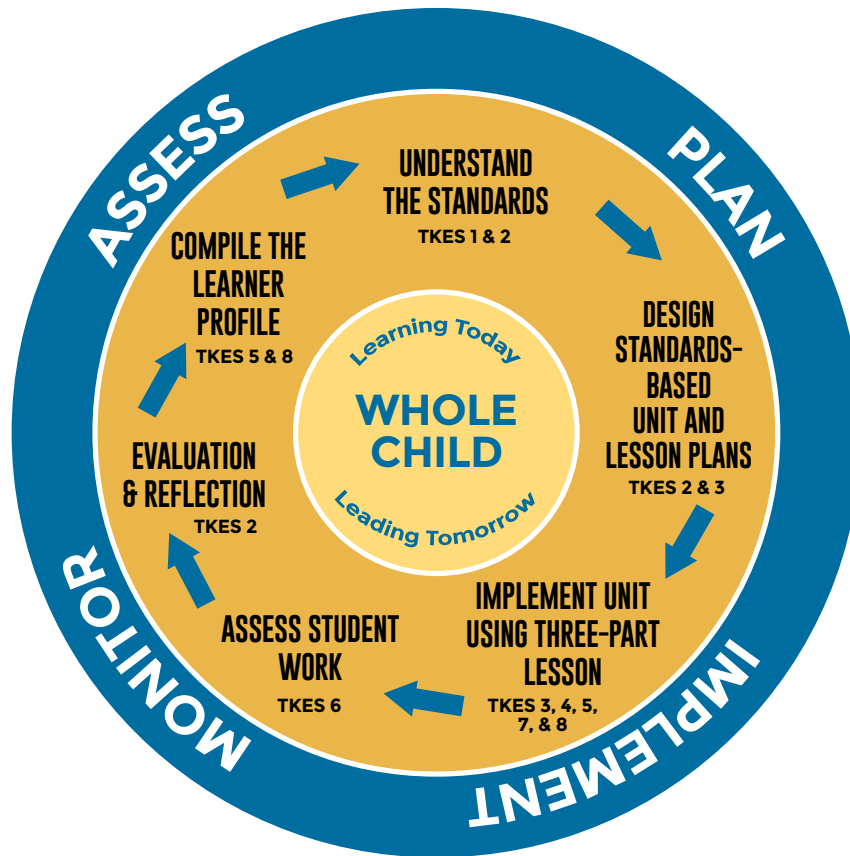 ASSESS
PLAN
IMPLEMENT
MONITOR
UNDERSTAND
THE STANDARDS
TKES 1 & 2
DESIGN
STANDARDS-
BASED
UNIT AND
LESSON PLANS
TKES 2 & 3
IMPLEMENT UNIT
USING THREE-PART
LESSON
TKES 3, 4, 5,
7, & 8
ASSESS STUDENT
WORK
TKES 6
EVALUATION
& REFLECTION
TKES 2
COMPILE THE
LEARNER
PROFILE
TKES 5 & 8
Learning Today
WHOLE
CHILD
Leading Tomorrow